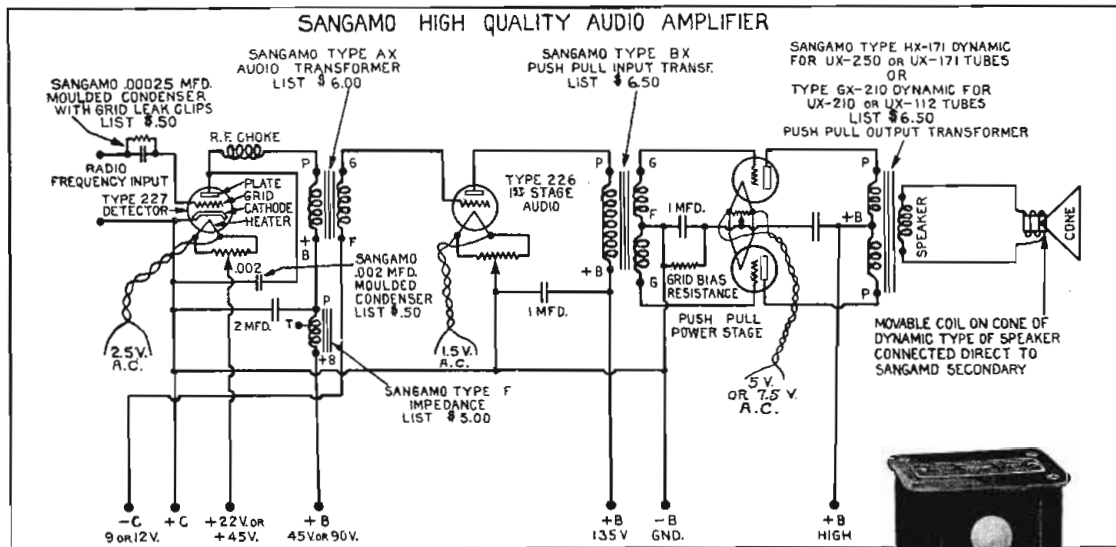 SANGAMO HIGH QUALITY AUDIO AMPLIFIER
SANGAMO .00025 MFD.
MOULDED CONDENSER
WITH GRID LEAK CLIPS
LIST $.50
SANGAMO TYPE AX
AUDIO TRANSFORMER
LIST $6.00
SANGAMO TYPE BX
PUSH PULL INPUT TRANSF.
LIST $6.50
SANGAMO TYPE HX-171 DYNAMIC
FOR UX-250 OR UX-171 TUBES
OR
TYPE GX-210 DYNAMIC FOR
UX-210 OR UX-112 TUBES
LIST $6.50
PUSH PULL OUTPUT TRANSFORMER
R.F. CHOKE
RADIO
FREQUENCY INPUT
TYPE 227
DETECTOR
PLATE
GRID
CATHODE
HEATER
P
G
+
B
F
TYPE 226
1ST STAGE
AUDIO
P
G
F
+B
G
1 MFD.
GRID BIAS
RESISTANCE
PUSH PULL
POWER STAGE
P
+B
P
SPEAKER
CONE
.002
SANGAMO
.002 MFD.
MOULDED
CONDENSER
LIST $.50
2 MFD.
P
T
+B
1 MFD.
2.5 V.
A.C.
1.5 V.
A.C.
5 V.
OR 7.5 V.
A.C.
SANGAMO TYPE F
IMPEDANCE
LIST $5.00
MOVABLE COIL ON CONE OF
DYNAMIC TYPE OF SPEAKER
CONNECTED DIRECT TO
SANGAMO SECONDARY
-C
9 OR 12V.
+C
+22V. OR
+45V.
+B
45V. OR 90V.
+B
135 V
-B
GND.
+B
HIGH